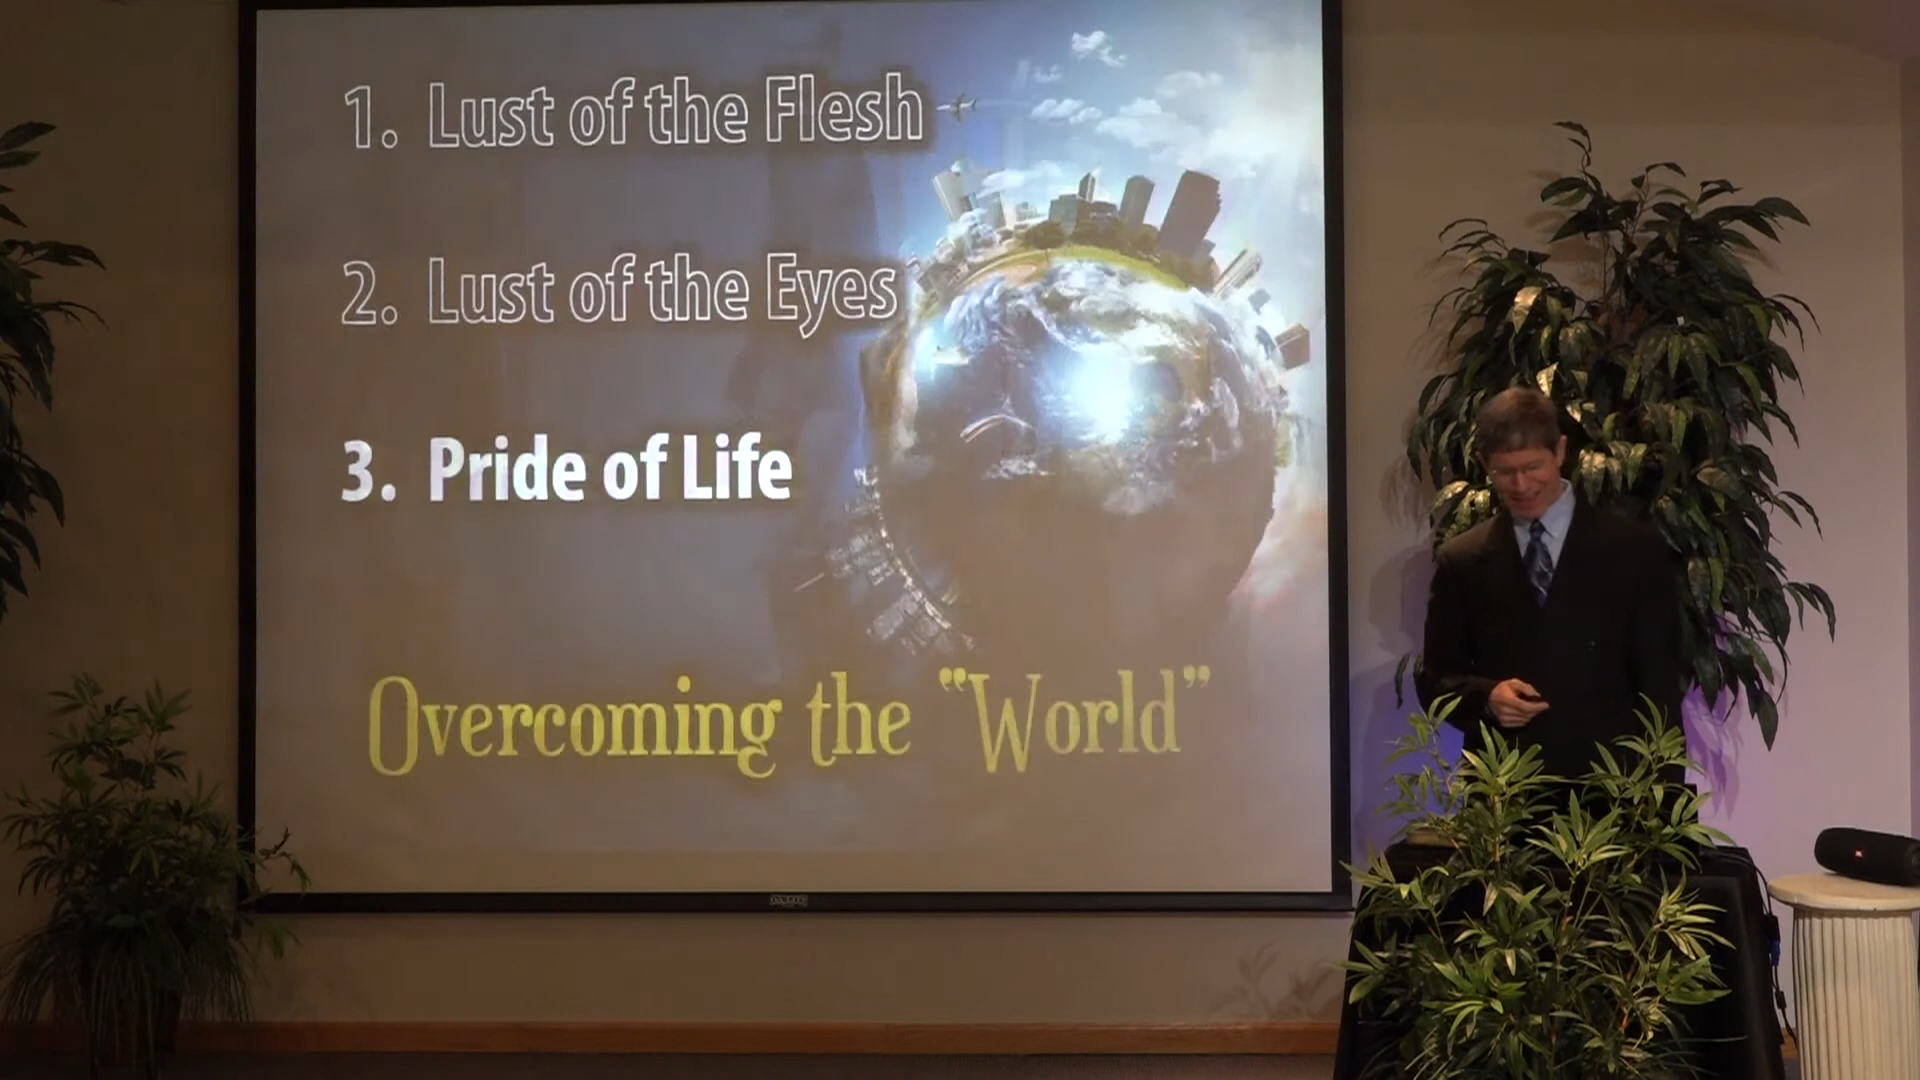 1. Lust of the Flesh
2. Lust of the Eyes
3. Pride of Life
Overcoming the “World”